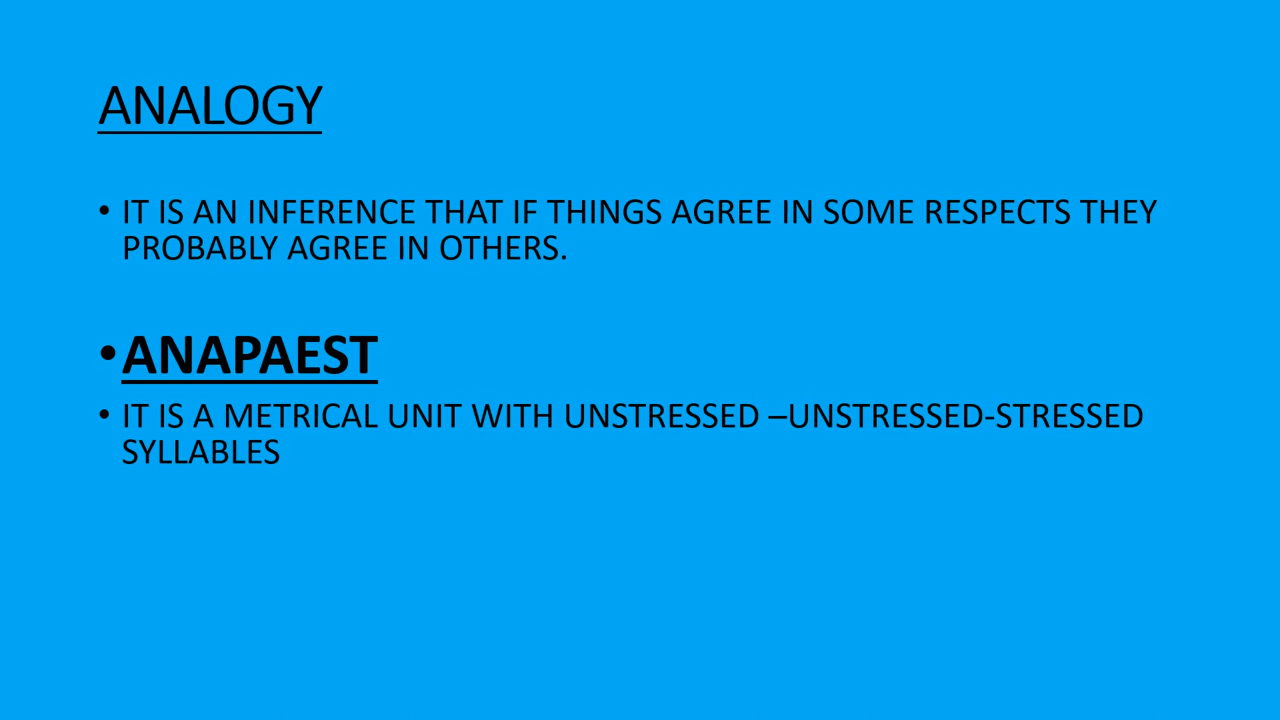 ANALOGY
• IT IS AN INFERENCE THAT IF THINGS AGREE IN SOME RESPECTS THEY
PROBABLY AGREE IN OTHERS.
•ANAPAEST
• IT IS A METRICAL UNIT WITH UNSTRESSED –UNSTRESSED-STRESSED
SYLLABLES